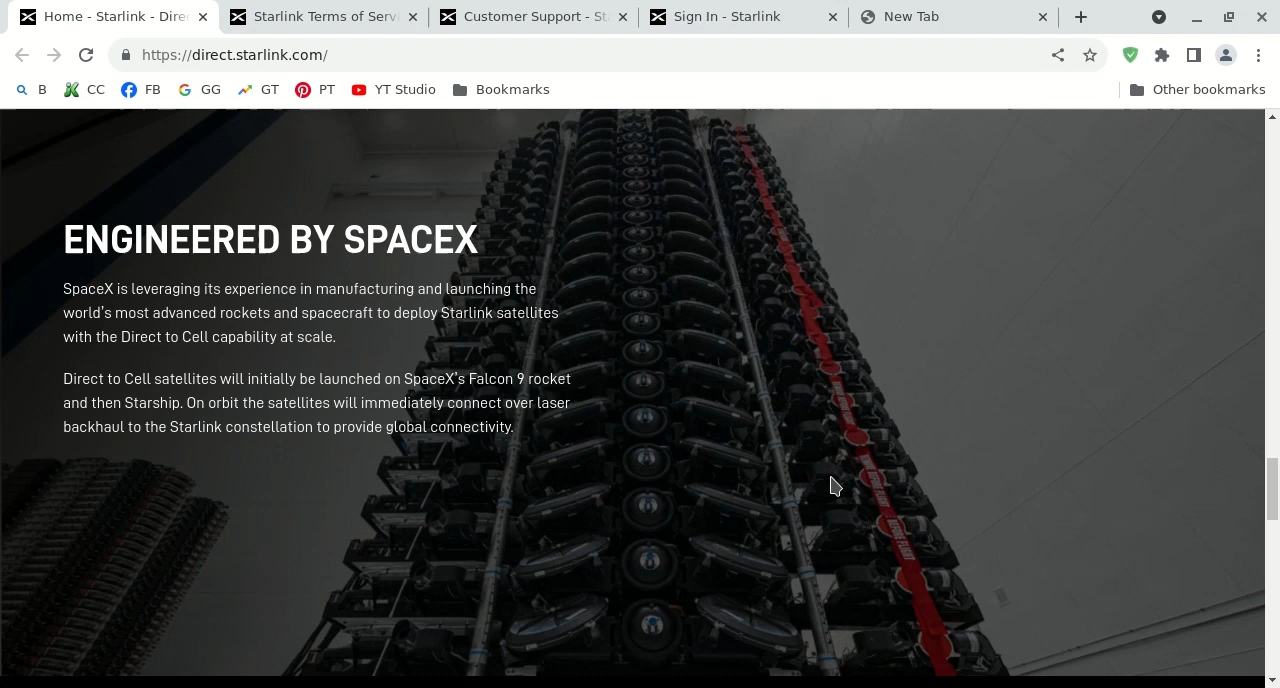 Home - Starlink - Direc
Starlink Terms of Servi
Customer Support - St
Sign In - Starlink
New Tab
https://direct.starlink.com/
B
CC
FB
GG
GT
PT
YT Studio
Bookmarks
Other bookmarks
ENGINEERED BY SPACEX
SpaceX is leveraging its experience in manufacturing and launching the
world's most advanced rockets and spacecraft to deploy Starlink satellites
with the Direct to Cell capability at scale.
Direct to Cell satellites will initially be launched on SpaceX's Falcon 9 rocket
and then Starship. On orbit the satellites will immediately connect over laser
backhaul to the Starlink constellation to provide global connectivity.